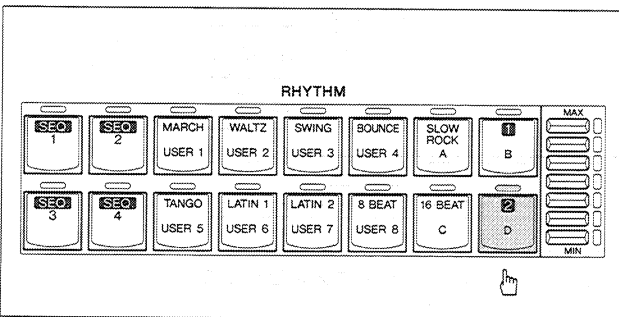 RHYTHM
SEQ. SEQ. MARCH WALTZ SWING BOUNCE SLOW ROCK 1 MAX
1 2 USER 1 USER 2 USER 3 USER 4 A B
SEQ. SEQ. TANGO LATIN 1 LATIN 2 8 BEAT 16 BEAT 2
3 4 USER 5 USER 6 USER 7 USER 8 C D
MIN